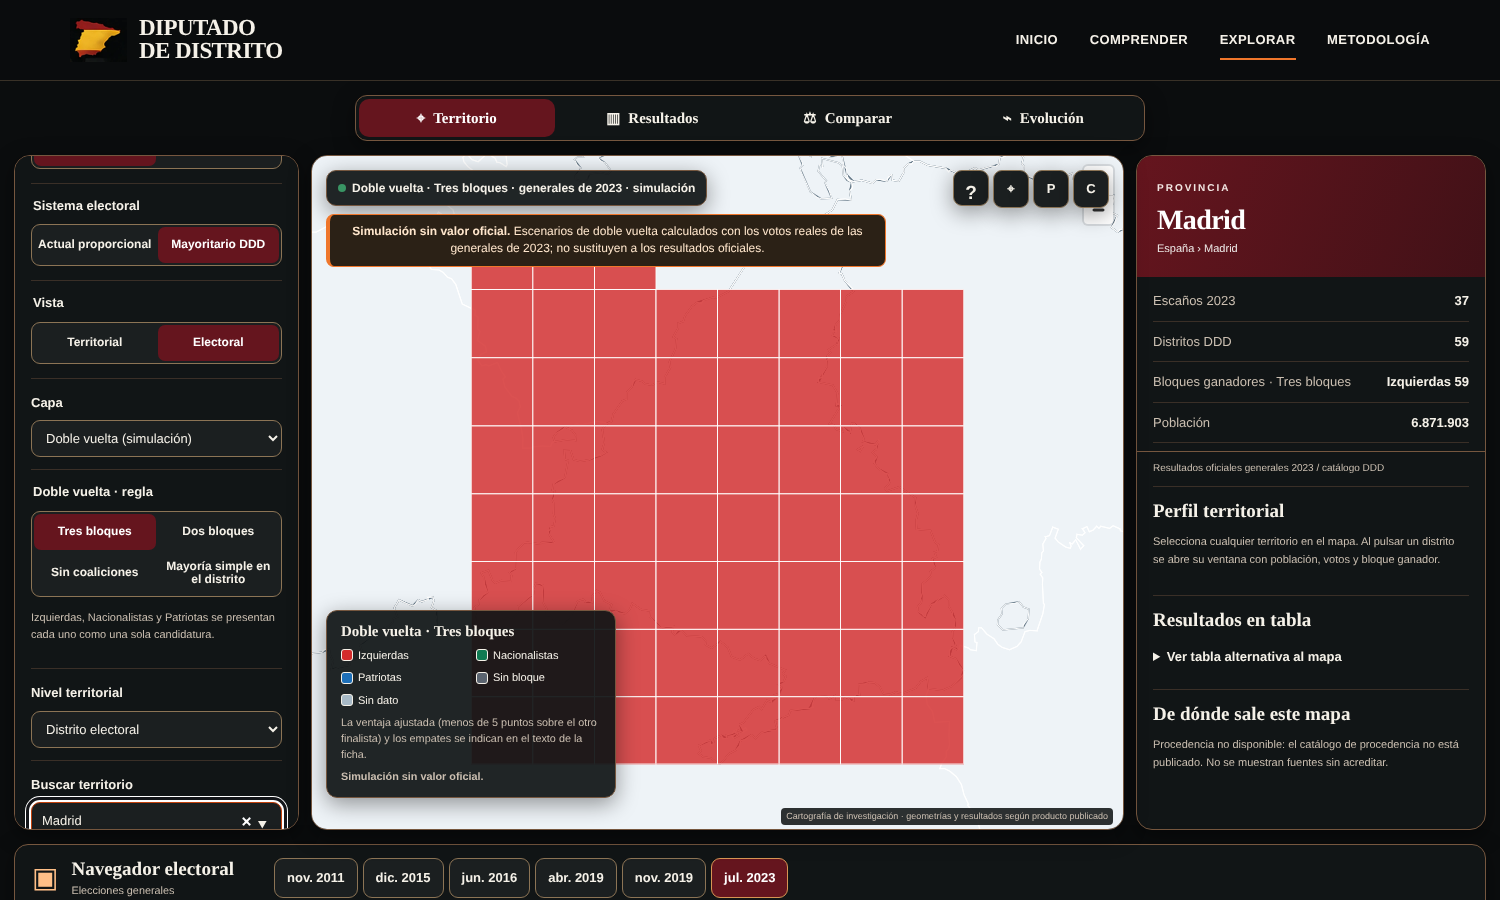 DIPUTADO
DE DISTRITO
INICIO
COMPRENDER
EXPLORAR
METODOLOGÍA
Territorio
Resultados
Comparar
Evolución
Sistema electoral
Actual proporcional
Mayoritario DDD
Vista
Territorial
Electoral
Capa
Doble vuelta (simulación)
Doble vuelta · regla
Tres bloques
Dos bloques
Sin coaliciones
Mayoría simple en
el distrito
Izquierdas, Nacionalistas y Patriotas se presentan
cada uno como una sola candidatura.
Nivel territorial
Distrito electoral
Buscar territorio
Madrid
Doble vuelta · Tres bloques · generales de 2023 · simulación
?
P
C
Simulación sin valor oficial. Escenarios de doble vuelta calculados con los votos reales de las
generales de 2023; no sustituyen a los resultados oficiales.
Doble vuelta · Tres bloques
Izquierdas
Nacionalistas
Patriotas
Sin bloque
Sin dato
La ventaja ajustada (menos de 5 puntos sobre el otro
finalista) y los empates se indican en el texto de la
ficha.
Simulación sin valor oficial.
Cartografía de investigación · geometrías y resultados según producto publicado
PROVINCIA
Madrid
España › Madrid
Escaños 2023
37
Distritos DDD
59
Bloques ganadores · Tres bloques
Izquierdas 59
Población
6.871.903
Resultados oficiales generales 2023 / catálogo DDD
Perfil territorial
Selecciona cualquier territorio en el mapa. Al pulsar un distrito
se abre su ventana con población, votos y bloque ganador.
Resultados en tabla
Ver tabla alternativa al mapa
De dónde sale este mapa
Procedencia no disponible: el catálogo de procedencia no está
publicado. No se muestran fuentes sin acreditar.
Navegador electoral
Elecciones generales
nov. 2011
dic. 2015
jun. 2016
abr. 2019
nov. 2019
jul. 2023